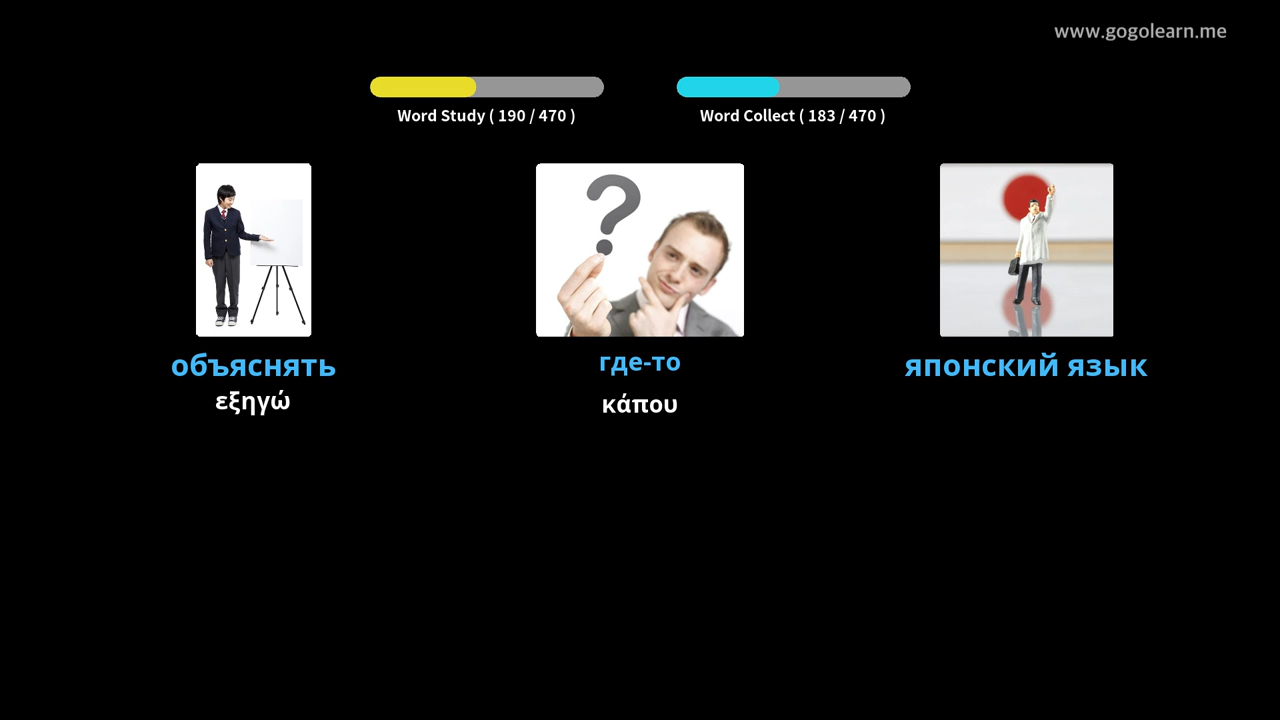 www.gogolearn.me
Word Study ( 190 / 470 )
Word Collect ( 183 / 470 )
объяснять
εξηγώ
где-то
κάπου
японский язык